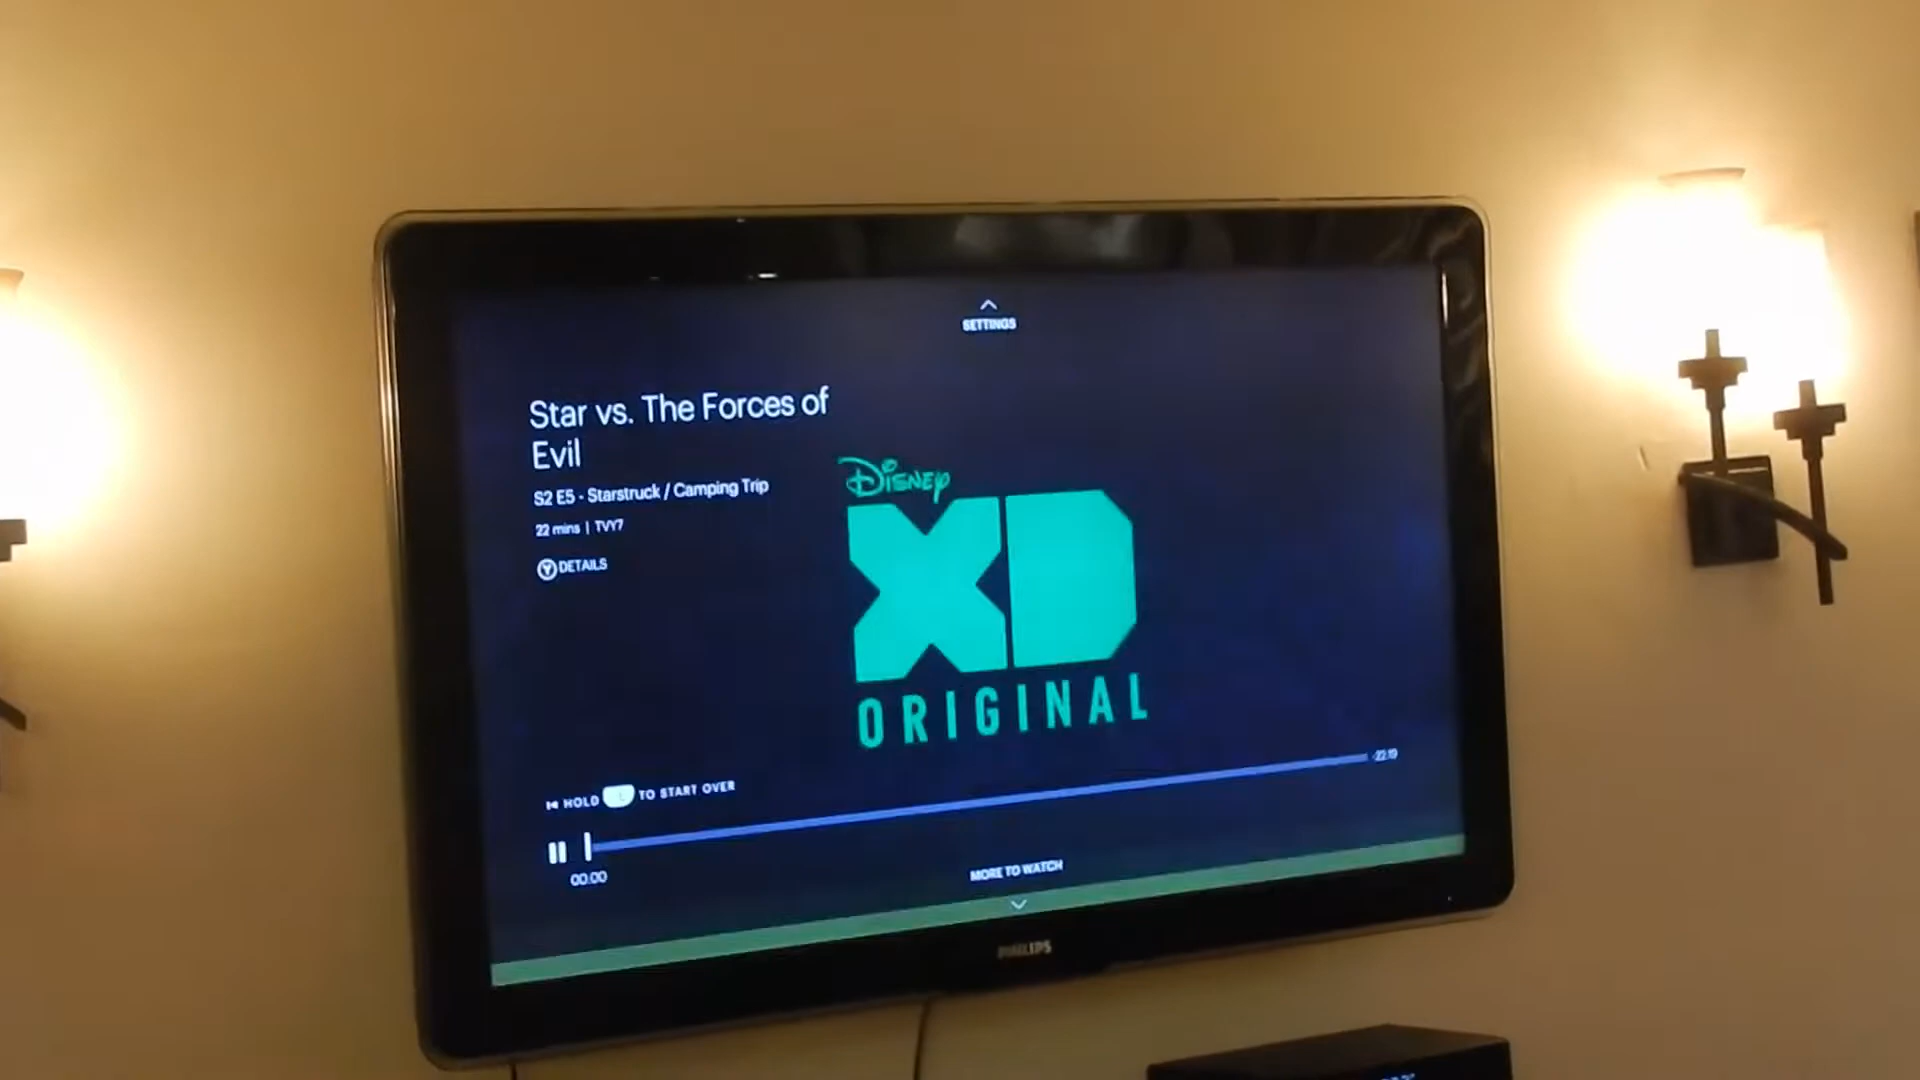 SETTINGS
Star vs. The Forces of
Evil
S2 E5 - Starstruck / Camping Trip
22 mins | TVY7
Y DETAILS
Disney
XD
ORIGINAL
HOLD
TO START OVER
-22:19
00:00
MORE TO WATCH
PHILIPS